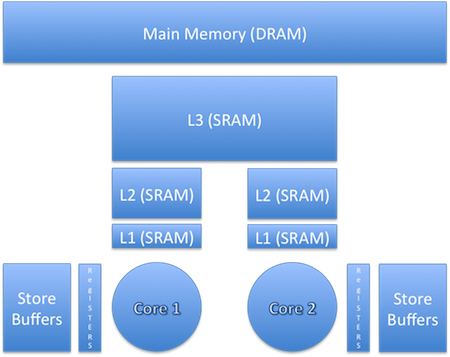 Main Memory (DRAM)
L3 (SRAM)
L2 (SRAM)
L2 (SRAM)
L1 (SRAM)
L1 (SRAM)
Store
Buffers
ReGISTERS
Core 1
Core 2
ReGISTERS
Store
Buffers